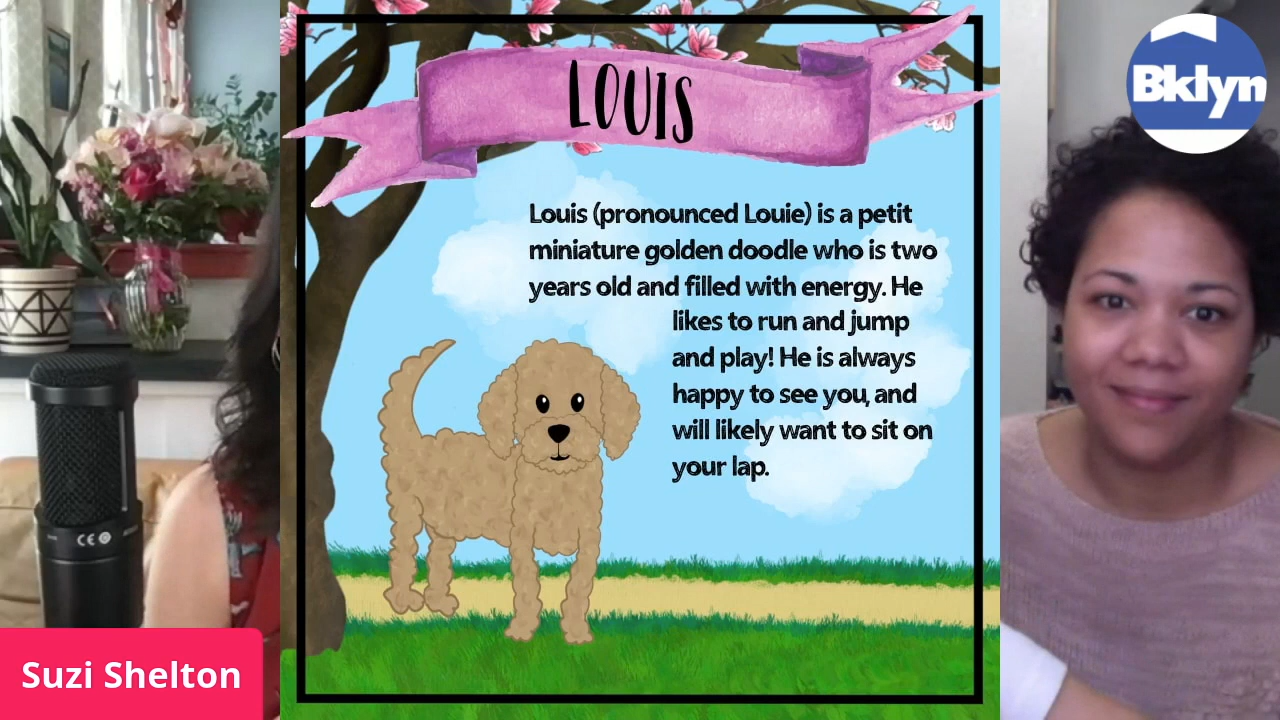 LOUIS
Bklyn
Louis (pronounced Louie) is a petit
miniature golden doodle who is two
years old and filled with energy. He
likes to run and jump
and play! He is always
happy to see you, and
will likely want to sit on
your lap.
CE
Suzi Shelton